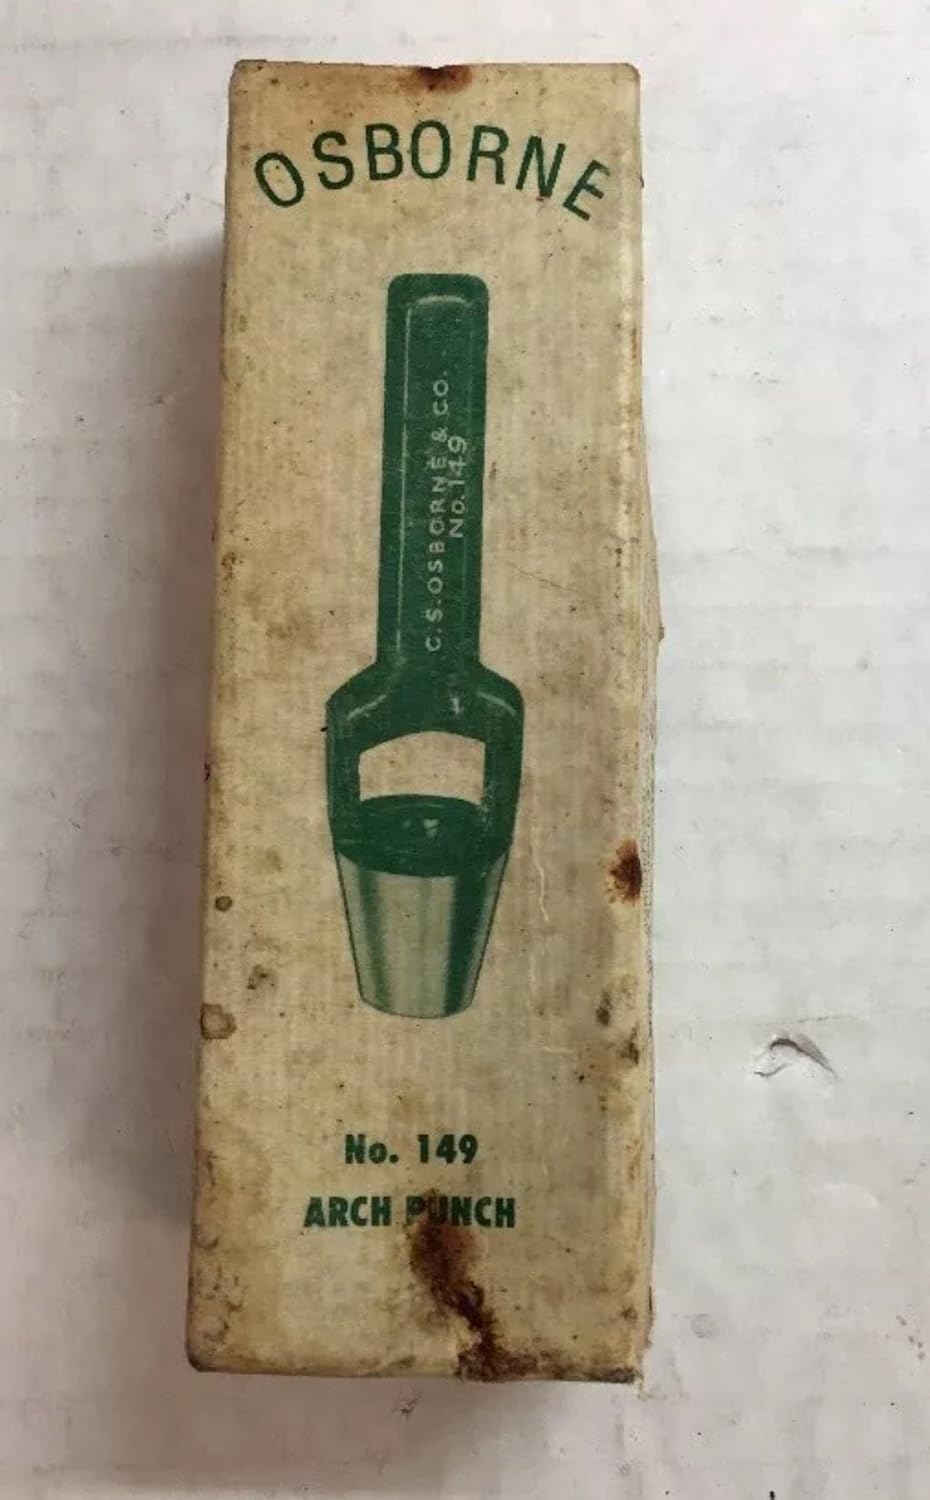 OSBORNE
C.S. OSBORNE & CO.
No. 149
No. 149
ARCH PUNCH